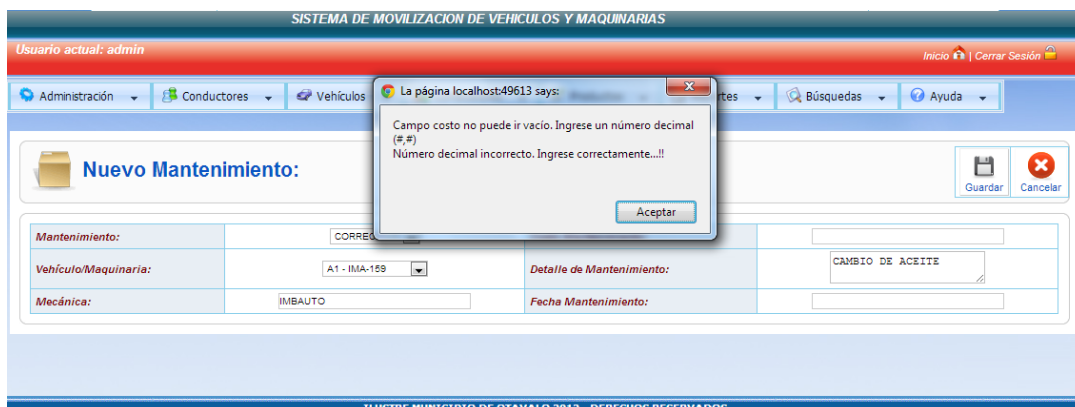 SISTEMA DE MOVILIZACION DE VEHICULOS Y MAQUINARIAS
Usuario actual: admin
Inicio | Cerrar Sesión
Administración Conductores Vehículos Búsquedas Ayuda
La página localhost:49613 says:
Campo costo no puede ir vacío. Ingrese un número decimal
(#,#)
Número decimal incorrecto. Ingrese correctamente...!!
Aceptar
Nuevo Mantenimiento:
Guardar Cancelar
Mantenimiento:
Vehículo/Maquinaria: A1 - IMA-159 Detalle de Mantenimiento: CAMBIO DE ACEITE
Mecánica: IMBAUTO Fecha Mantenimiento: